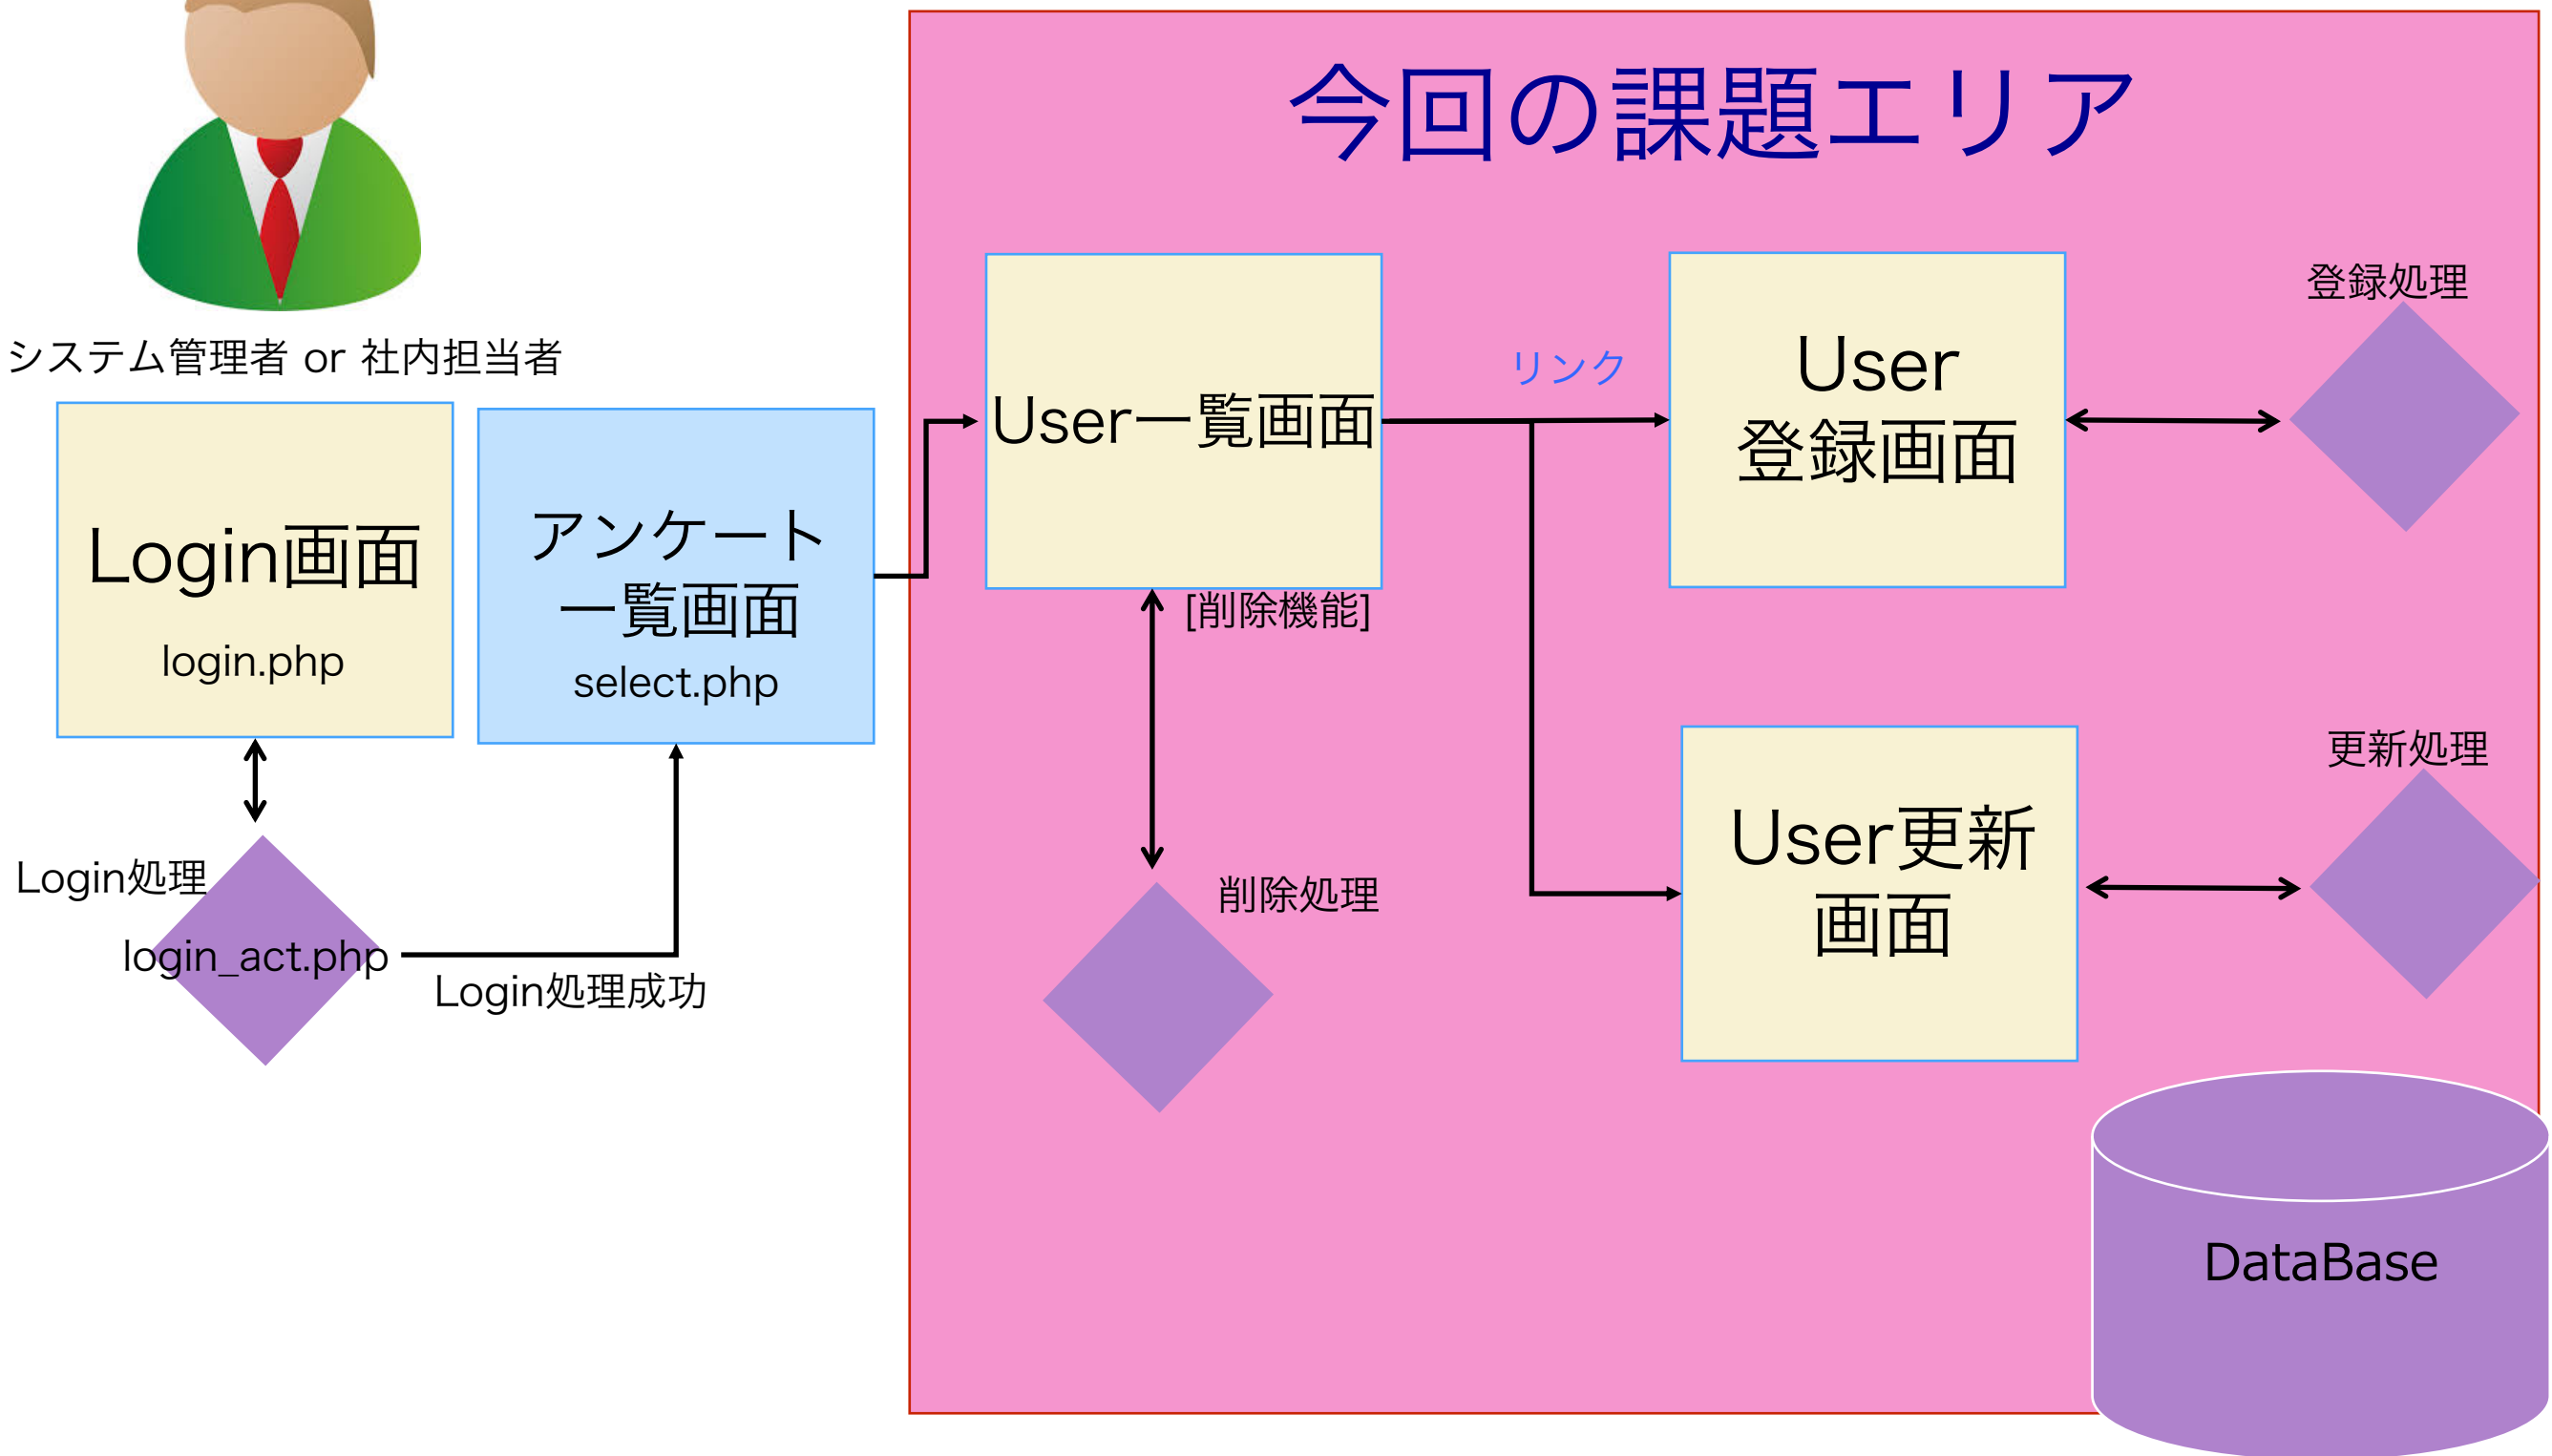 今回の課題エリア
システム管理者 or 社内担当者
Login画面
login.php
アンケート
一覧画面
select.php
Login処理
login_act.php
Login処理成功
User一覧画面
[削除機能]
削除処理
リンク
User
登録画面
登録処理
User更新
画面
更新処理
DataBase